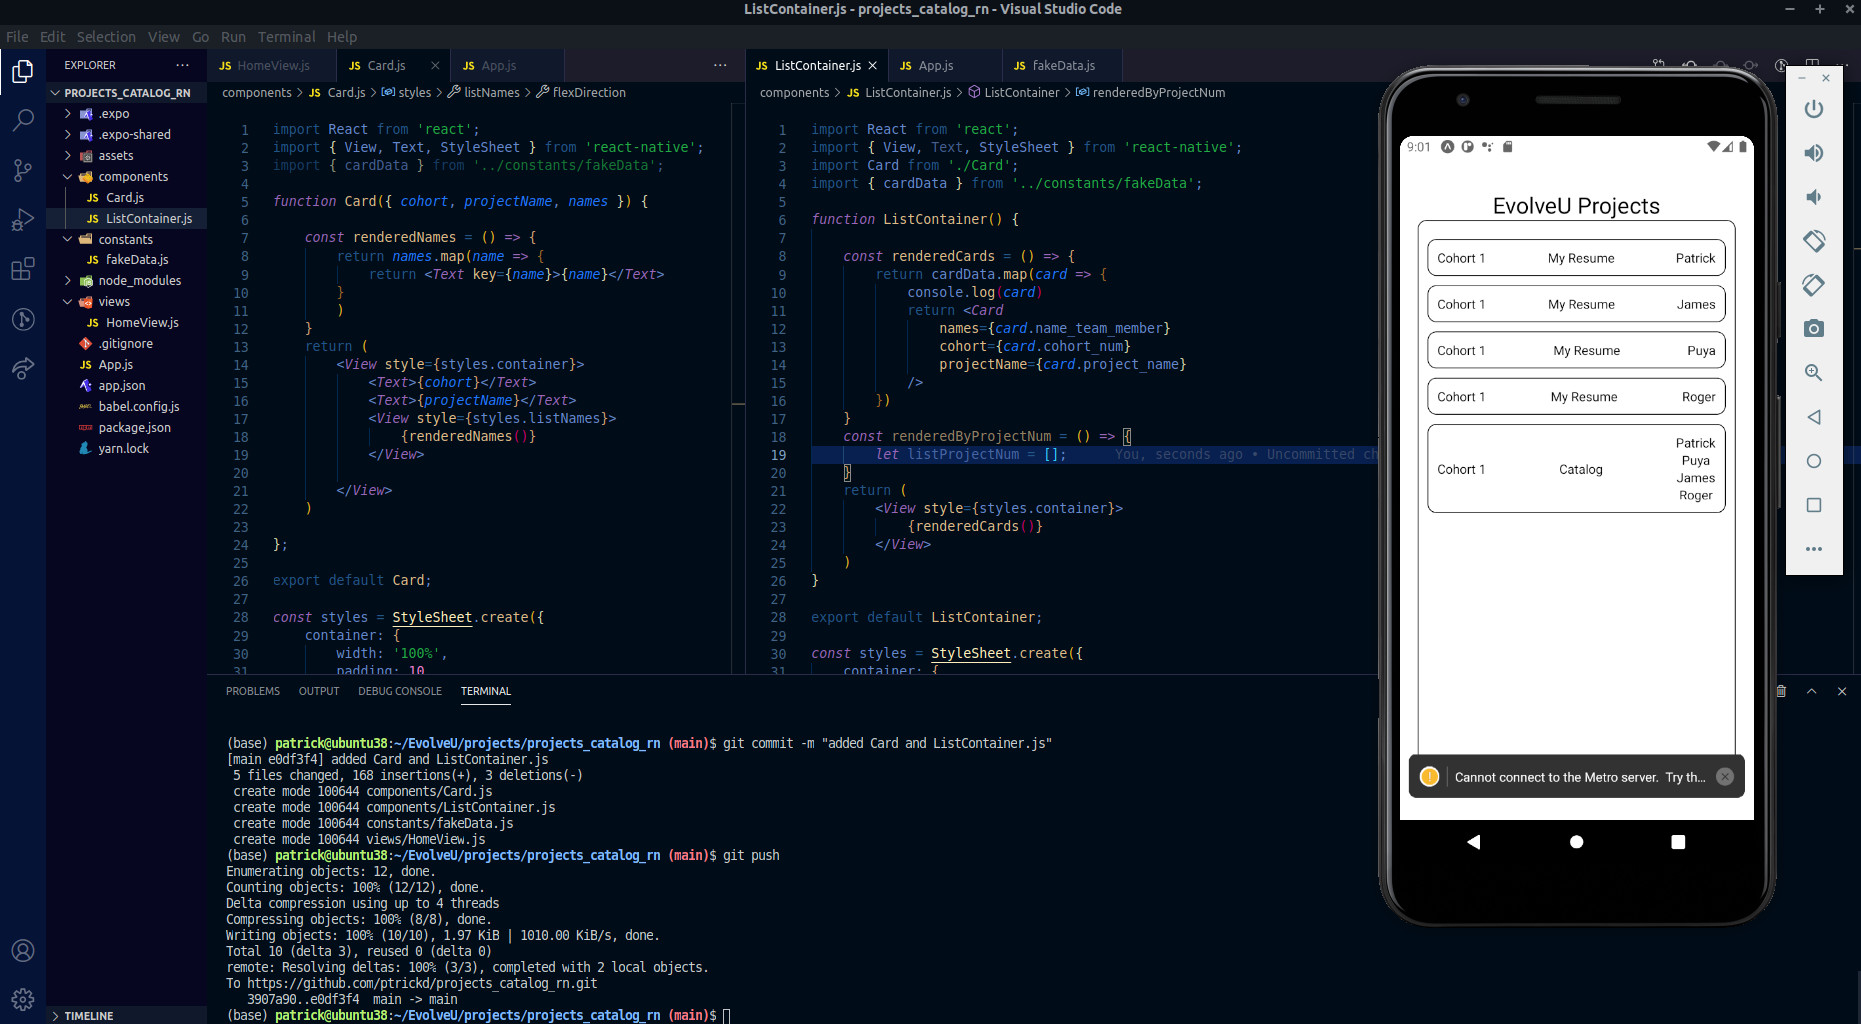 ListContainer.js - projects_catalog_rn - Visual Studio Code
File Edit Selection View Go Run Terminal Help
EXPLORER
PROJECTS_CATALOG_RN
.expo
.expo-shared
assets
components
JS Card.js
JS ListContainer.js
constants
JS fakeData.js
node_modules
views
JS HomeView.js
.gitignore
JS App.js
app.json
babel.config.js
package.json
yarn.lock
TIMELINE
JS HomeView.js JS Card.js JS App.js
components > JS Card.js > styles > listNames > flexDirection
1 import React from 'react';
2 import { View, Text, StyleSheet } from 'react-native';
3 import { cardData } from '../constants/fakeData';
4
5 function Card({ cohort, projectName, names }) {
6
7 const renderedNames = () => {
8 return names.map(name => {
9 return <Text key={name}>{name}</Text>
10 }
11 )
12 }
13 return (
14 <View style={styles.container}>
15 <Text>{cohort}</Text>
16 <Text>{projectName}</Text>
17 <View style={styles.listNames}>
18 {renderedNames()}
19 </View>
20
21 </View>
22 )
23
24 };
25
26 export default Card;
27
28 const styles = StyleSheet.create({
29 container: {
30 width: '100%',
31 padding: 10
JS ListContainer.js JS App.js JS fakeData.js
components > JS ListContainer.js > ListContainer > renderedByProjectNum
1 import React from 'react';
2 import { View, Text, StyleSheet } from 'react-native';
3 import Card from './Card';
4 import { cardData } from '../constants/fakeData';
5
6 function ListContainer() {
7
8 const renderedCards = () => {
9 return cardData.map(card => {
10 console.log(card)
11 return <Card
12 names={card.name_team_member}
13 cohort={card.cohort_num}
14 projectName={card.project_name}
15 />
16 })
17 }
18 const renderedByProjectNum = () => {
19 let listProjectNum = []; You, seconds ago • Uncommitted ch
20 }
21 return (
22 <View style={styles.container}>
23 {renderedCards()}
24 </View>
25 )
26 }
27
28 export default ListContainer;
29
30 const styles = StyleSheet.create({
31 container: {
PROBLEMS OUTPUT DEBUG CONSOLE TERMINAL
(base) patrick@ubuntu38:~/EvolveU/projects/projects_catalog_rn (main)$ git commit -m "added Card and ListContainer.js"
[main e0df3f4] added Card and ListContainer.js
5 files changed, 168 insertions(+), 3 deletions(-)
create mode 100644 components/Card.js
create mode 100644 components/ListContainer.js
create mode 100644 constants/fakeData.js
create mode 100644 views/HomeView.js
(base) patrick@ubuntu38:~/EvolveU/projects/projects_catalog_rn (main)$ git push
Enumerating objects: 12, done.
Counting objects: 100% (12/12), done.
Delta compression using up to 4 threads
Compressing objects: 100% (8/8), done.
Writing objects: 100% (10/10), 1.97 KiB | 1010.00 KiB/s, done.
Total 10 (delta 3), reused 0 (delta 0)
remote: Resolving deltas: 100% (3/3), completed with 2 local objects.
To https://github.com/ptrickd/projects_catalog_rn.git
3907a90..e0df3f4 main -> main
(base) patrick@ubuntu38:~/EvolveU/projects/projects_catalog_rn (main)$
9:01
EvolveU Projects
Cohort 1 My Resume Patrick
Cohort 1 My Resume James
Cohort 1 My Resume Puya
Cohort 1 My Resume Roger
Cohort 1 Catalog Patrick
Puya
James
Roger
Cannot connect to the Metro server. Try th...